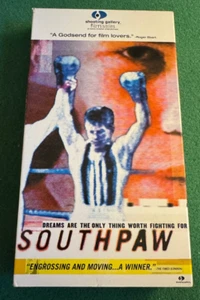 shooting gallery
"A Godsend for film lovers."
DREAMS ARE THE ONLY THING WORTH FIGHTING FOR
SOUTHPAW
"ENGROSSING AND MOVING...A WINNER."